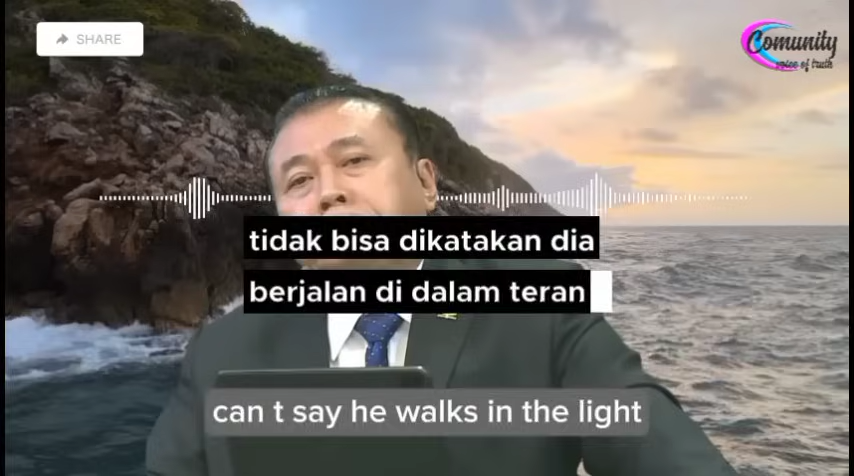 SHARE
Comunity
voice of truth
tidak bisa dikatakan dia
berjalan di dalam teran
can t say he walks in the light